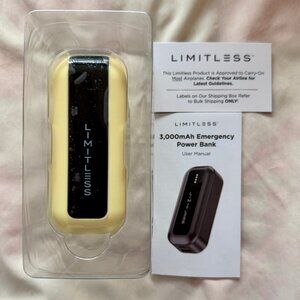 LIMITLESS
LIMITLESS
This Limitless Product is Approved to Carry-On
Most Airplanes. Check Your Airline for
Latest Guidelines.
Labels on Our Shipping Box Refer
to Bulk Shipping ONLY!
LIMITLESS
3,000mAh Emergency
Power Bank
User Manual